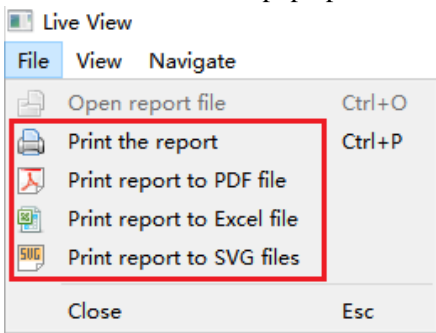 Live View
File View Navigate
Open report file Ctrl+O
Print the report Ctrl+P
Print report to PDF file
Print report to Excel file
SVG Print report to SVG files
Close Esc